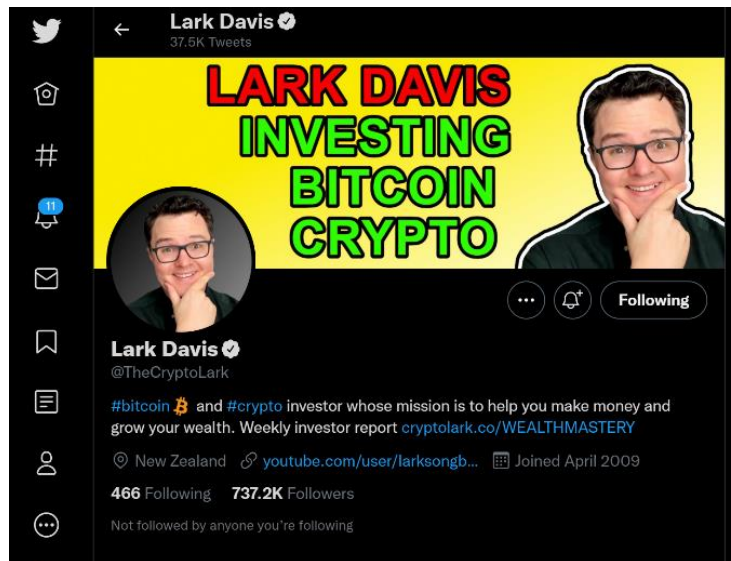 Lark Davis
37.5K Tweets
LARK DAVIS
INVESTING
BITCOIN
CRYPTO
11
Following
Lark Davis
@TheCryptoLark
#bitcoin and #crypto investor whose mission is to help you make money and
grow your wealth. Weekly investor report cryptolark.co/WEALTHMASTERY
New Zealand youtube.com/user/larksongb... Joined April 2009
466 Following 737.2K Followers
Not followed by anyone you're following